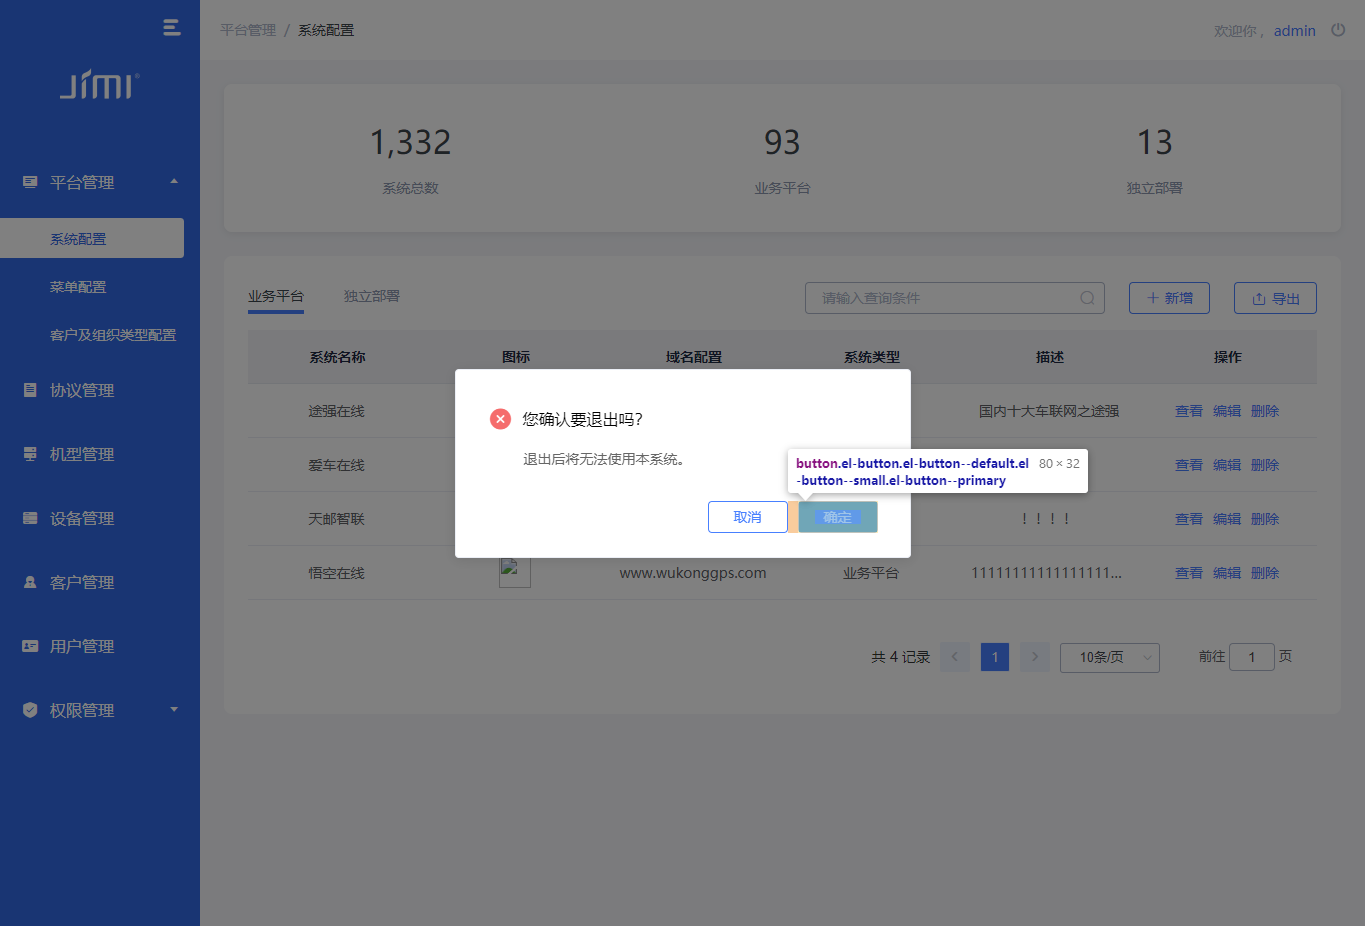 平台管理 / 系统配置
欢迎你， admin
JIMI®
1,332
93
13
系统总数
业务平台
独立部署
平台管理
系统配置
菜单配置
客户及组织类型配置
协议管理
机型管理
设备管理
客户管理
用户管理
权限管理
业务平台 独立部署
请输入查询条件
新增
导出
系统名称 图标 域名配置 系统类型 描述 操作
途强在线 国内十大车联网之途强 查看 编辑 删除
爱车在线 查看 编辑 删除
天邮智联 ！！！！ 查看 编辑 删除
悟空在线 www.wukonggps.com 业务平台 11111111111111111... 查看 编辑 删除
您确认要退出吗?
退出后将无法使用本系统。
button.el-button.el-button--default.el 80 × 32
-button--small.el-button--primary
取消 确定
共 4 记录 1 10条/页 前往 1 页